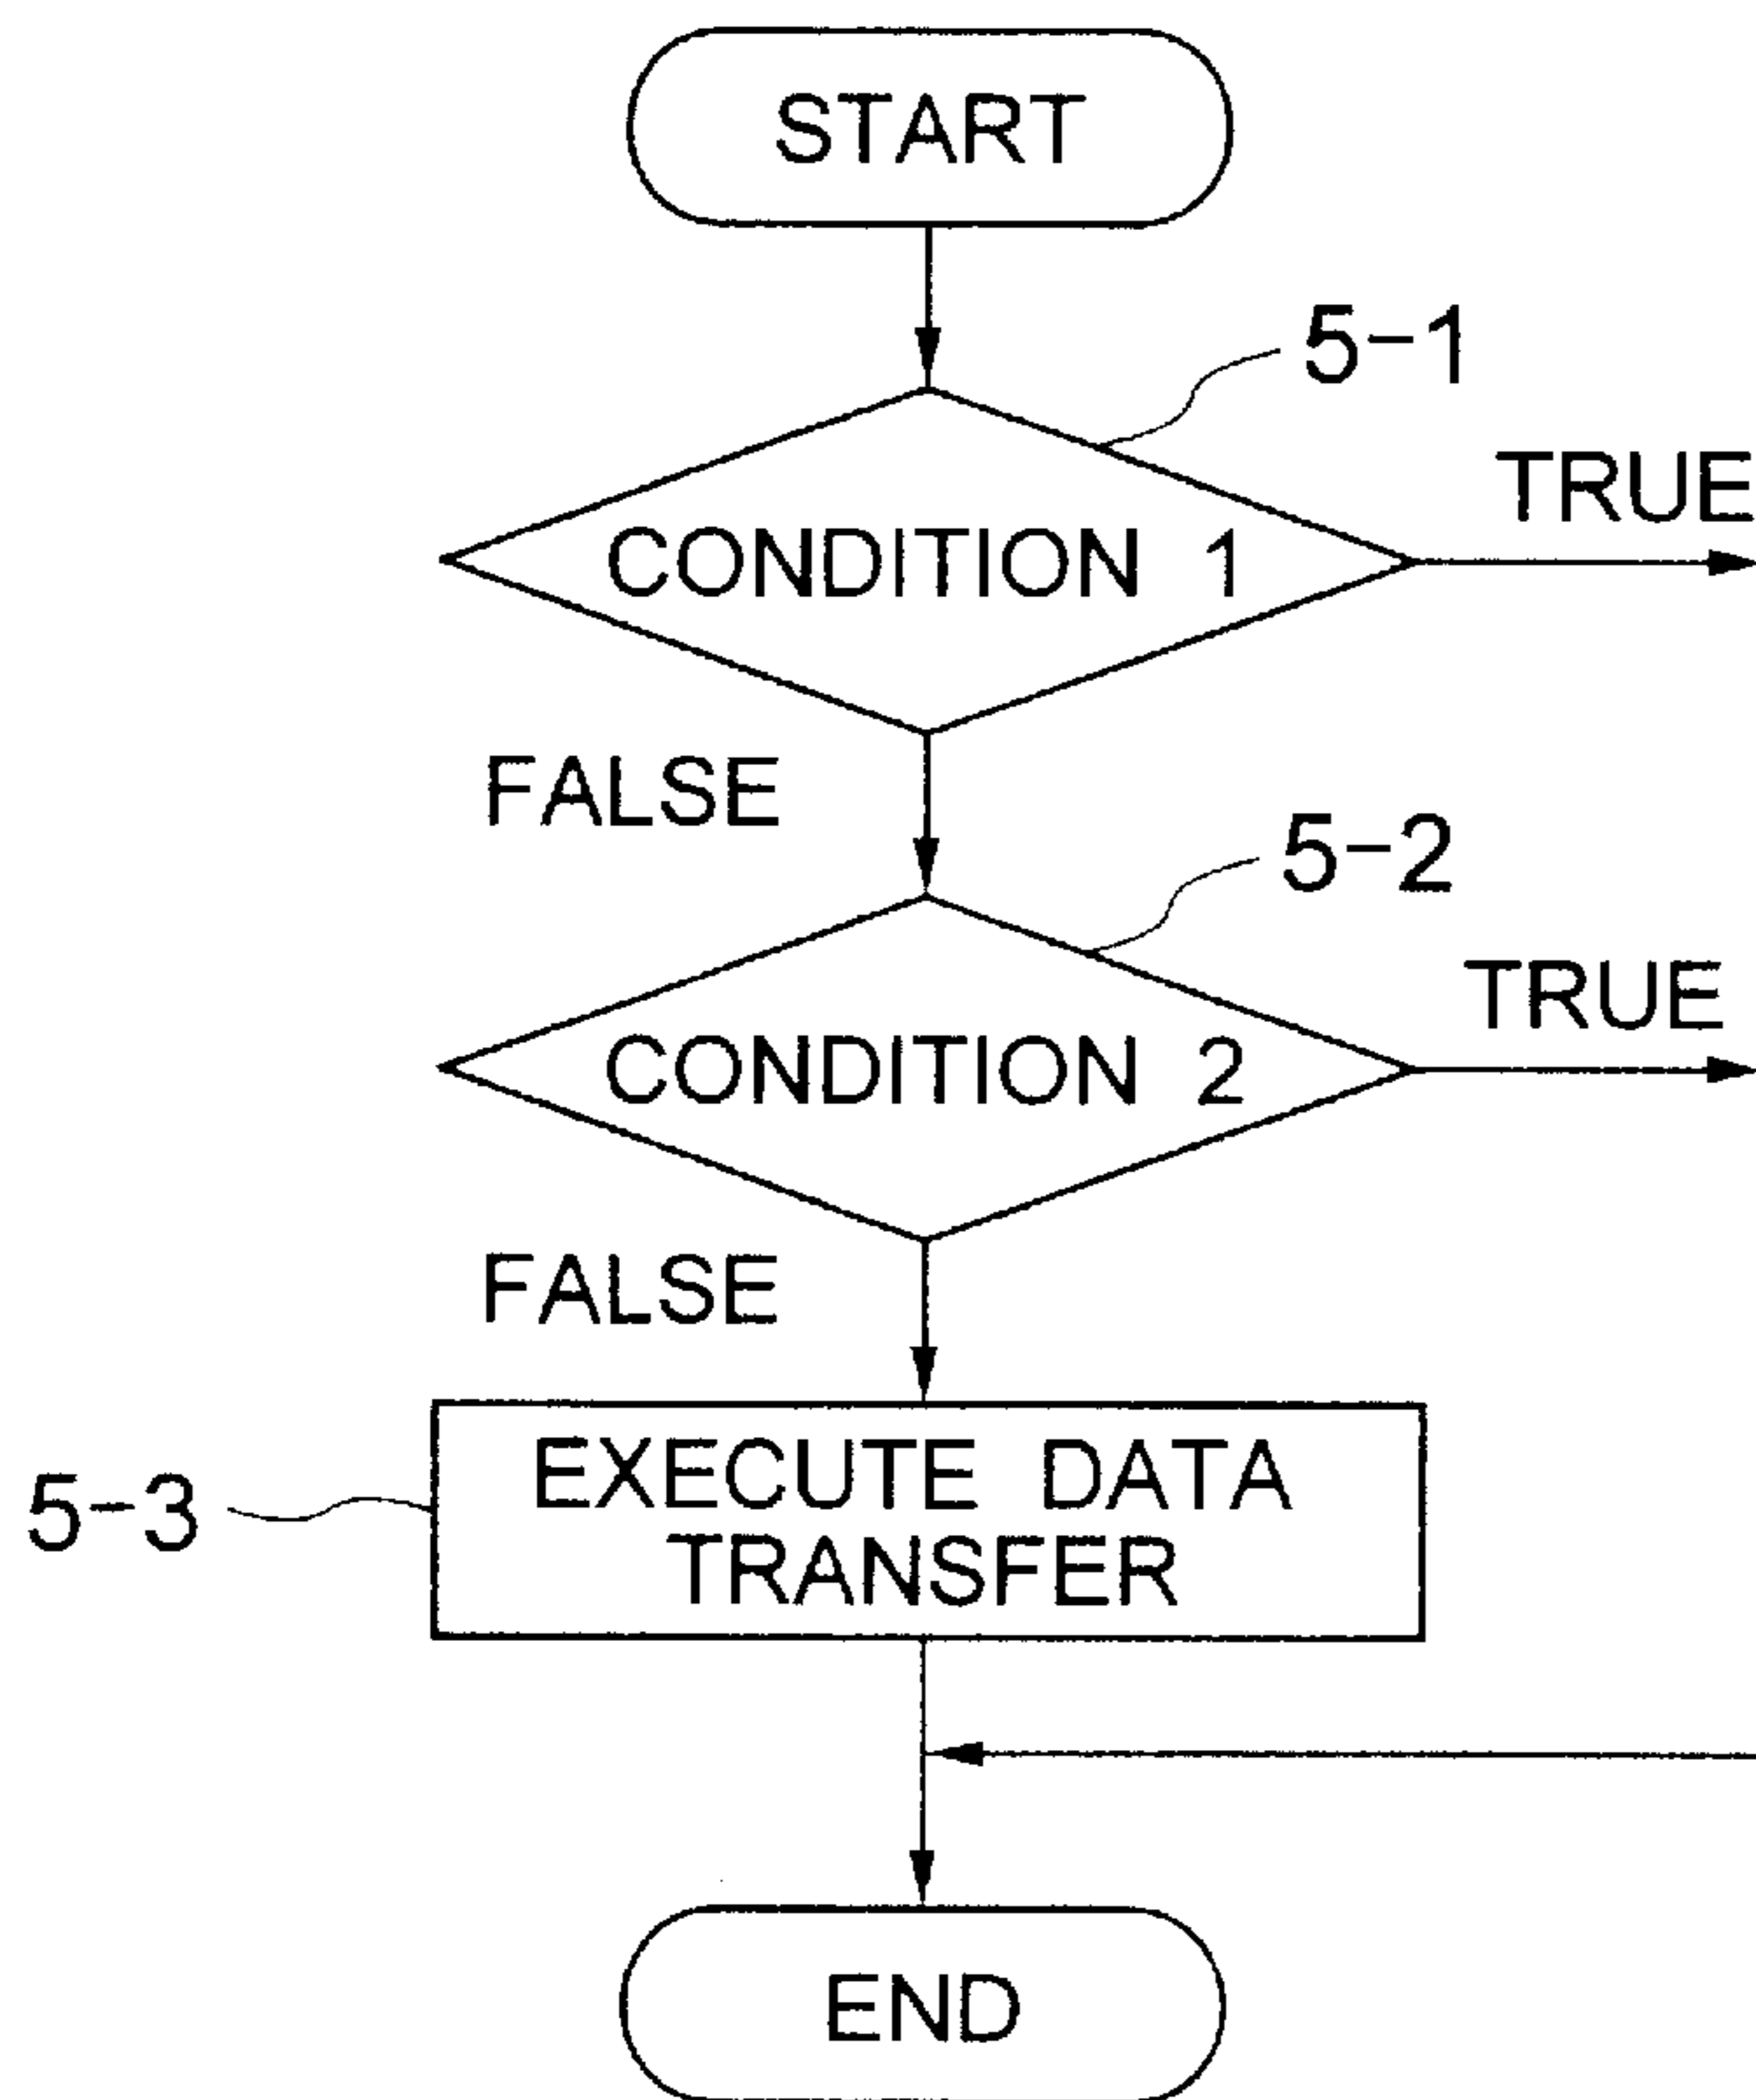 START
5-1
TRUE
CONDITION 1
FALSE
5-2
TRUE
CONDITION 2
FALSE
EXECUTE DATA
TRANSFER
5-3
END